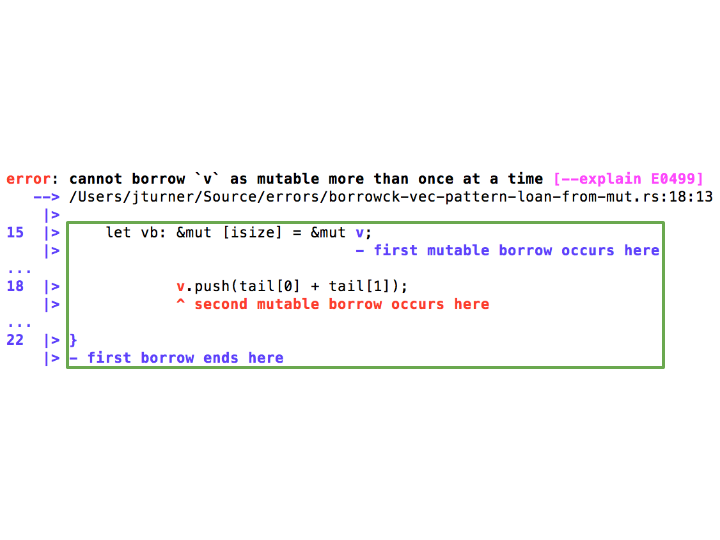 error: cannot borrow `v` as mutable more than once at a time [--explain E0499]
   --> /Users/jturner/Source/errors/borrowck-vec-pattern-loan-from-mut.rs:18:13
    |>
15  |>     let vb: &mut [isize] = &mut v;
    |>                                 - first mutable borrow occurs here
...
18  |>             v.push(tail[0] + tail[1]);
    |>             ^ second mutable borrow occurs here
...
22  |> }
    |> - first borrow ends here